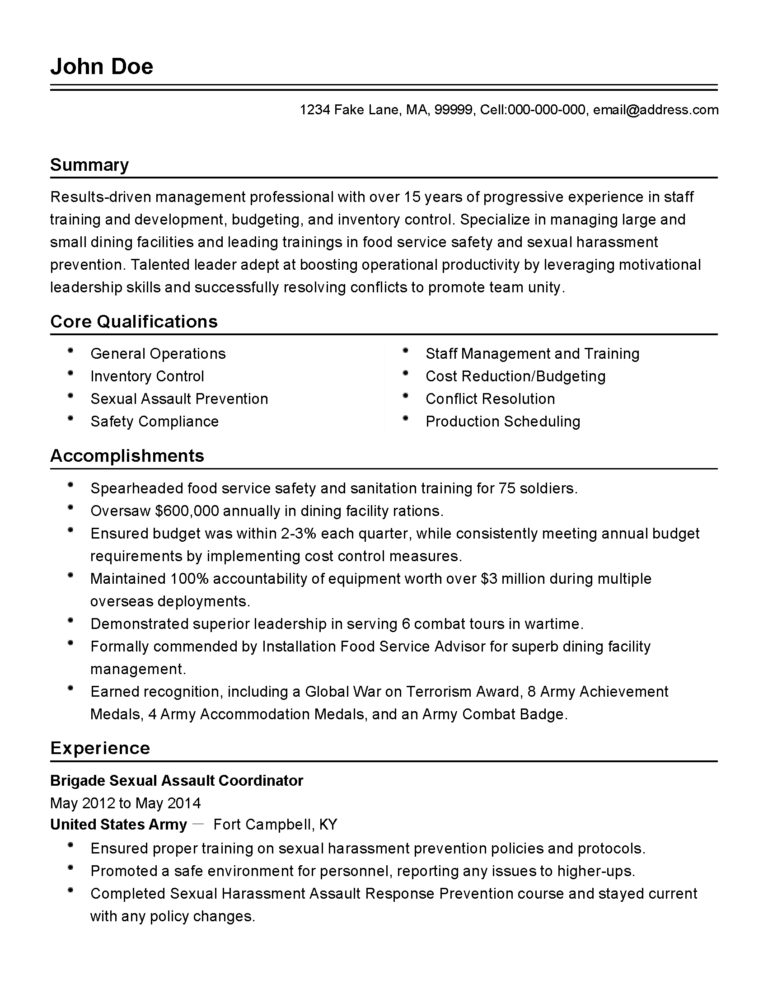 John Doe
1234 Fake Lane, MA, 99999, Cell:000-000-000, email@address.com
Summary
Results-driven management professional with over 15 years of progressive experience in staff
training and development, budgeting, and inventory control. Specialize in managing large and
small dining facilities and leading trainings in food service safety and sexual harassment
prevention. Talented leader adept at boosting operational productivity by leveraging motivational
leadership skills and successfully resolving conflicts to promote team unity.
Core Qualifications
• General Operations
• Inventory Control
• Sexual Assault Prevention
• Safety Compliance
• Staff Management and Training
• Cost Reduction/Budgeting
• Conflict Resolution
• Production Scheduling
Accomplishments
• Spearheaded food service safety and sanitation training for 75 soldiers.
• Oversaw $600,000 annually in dining facility rations.
• Ensured budget was within 2-3% each quarter, while consistently meeting annual budget
requirements by implementing cost control measures.
• Maintained 100% accountability of equipment worth over $3 million during multiple
overseas deployments.
• Demonstrated superior leadership in serving 6 combat tours in wartime.
• Formally commended by Installation Food Service Advisor for superb dining facility
management.
• Earned recognition, including a Global War on Terrorism Award, 8 Army Achievement
Medals, 4 Army Accommodation Medals, and an Army Combat Badge.
Experience
Brigade Sexual Assault Coordinator
May 2012 to May 2014
United States Army — Fort Campbell, KY
• Ensured proper training on sexual harassment prevention policies and protocols.
• Promoted a safe environment for personnel, reporting any issues to higher-ups.
• Completed Sexual Harassment Assault Response Prevention course and stayed current
with any policy changes.